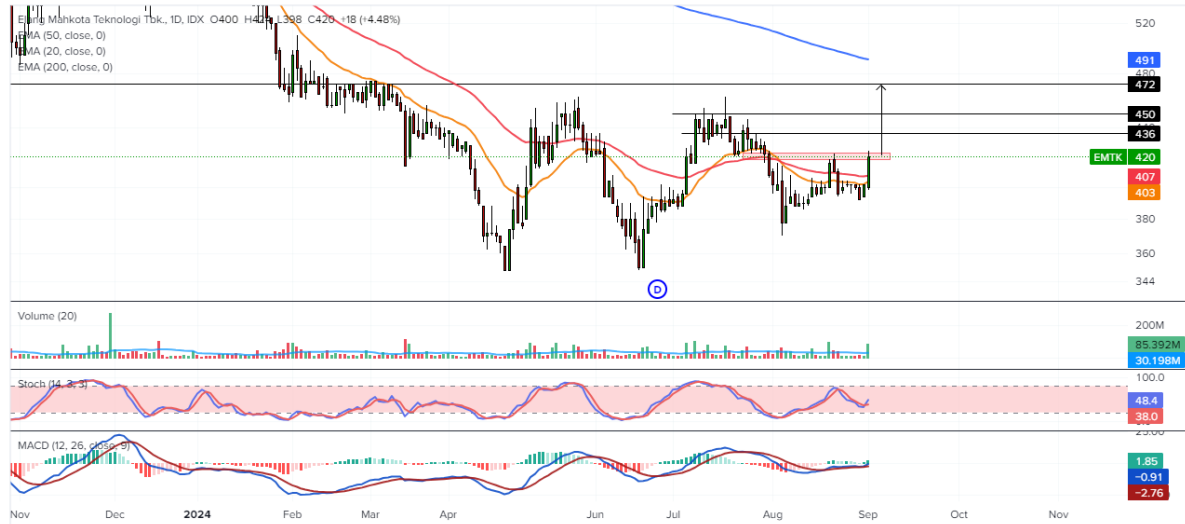 Elang Mahkota Teknologi Tbk., 1D, IDX O400 H424 L398 C420 +18 (+4.48%)
EMA (50, close, 0)
EMA (20, close, 0)
EMA (200, close, 0)
520
491
480
472
450
436
EMTK 420
407
403
380
360
344
D
Volume (20)
200M
85.392M
30.198M
Stoch (14, 3, 3)
100.0
48.4
38.0
MACD (12, 26, close, 9)
25.00
1.85
-0.91
-2.76
Nov Dec 2024 Feb Mar Apr Jun Jul Aug Sep Oct Nov